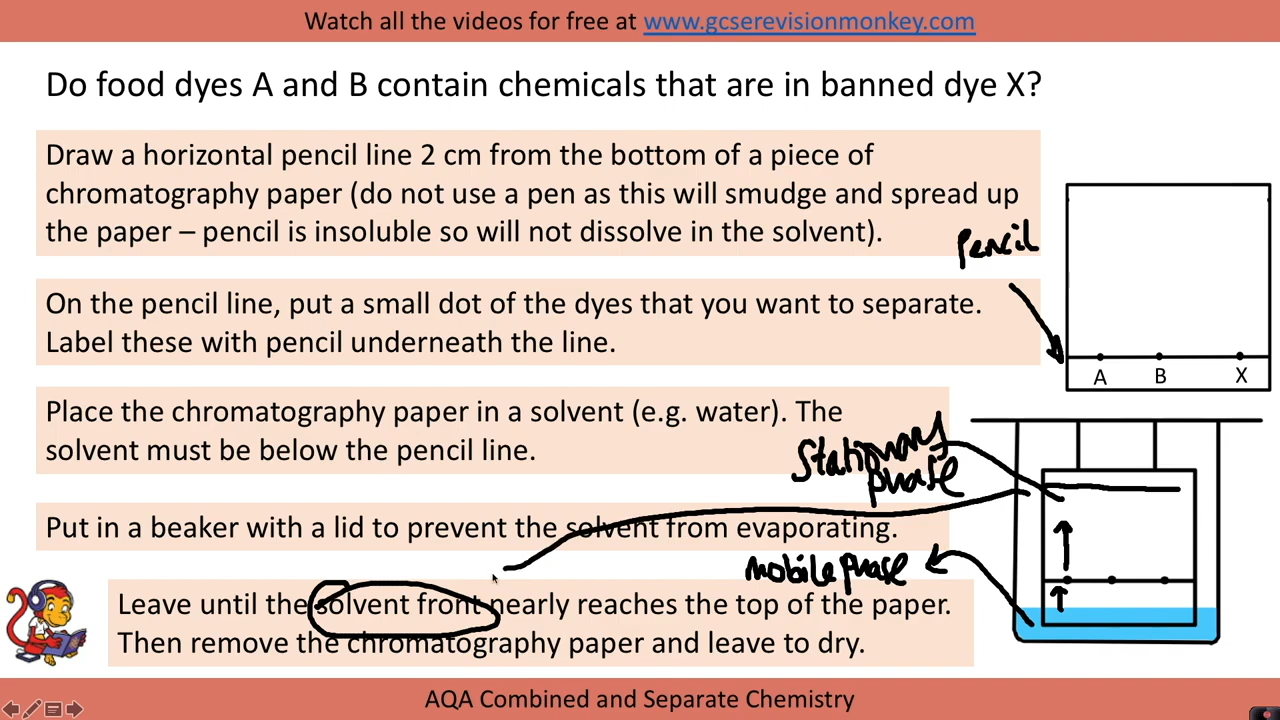 Watch all the videos for free at www.gcserevisionmonkey.com
Do food dyes A and B contain chemicals that are in banned dye X?
Draw a horizontal pencil line 2 cm from the bottom of a piece of
chromatography paper (do not use a pen as this will smudge and spread up
the paper – pencil is insoluble so will not dissolve in the solvent).
Pencil
On the pencil line, put a small dot of the dyes that you want to separate.
Label these with pencil underneath the line.
A B X
Place the chromatography paper in a solvent (e.g. water). The
solvent must be below the pencil line.
Stationary
phase
Put in a beaker with a lid to prevent the solvent from evaporating.
mobile phase
Leave until the solvent front nearly reaches the top of the paper.
Then remove the chromatography paper and leave to dry.
AQA Combined and Separate Chemistry